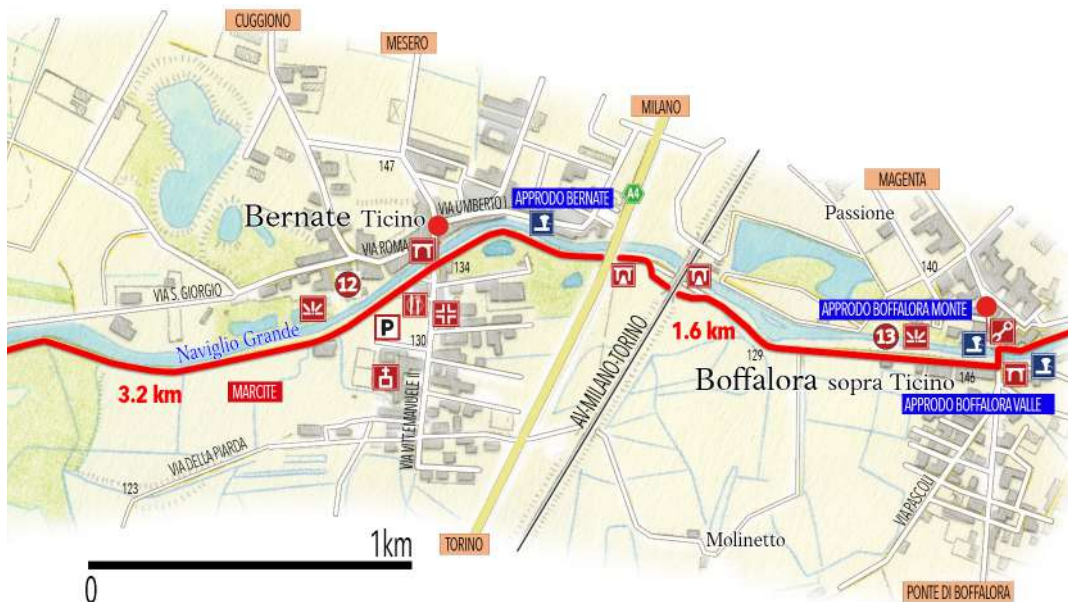 CUGGIONO
MESERO
MILANO
A4
MAGENTA
147
VIA UMBERTO I
APPRODO BERNATE
Passione
Bernate Ticino
VIA ROMA
134
140
12
VIA S. GIORGIO
APPRODO BOFFALORA MONTE
Naviglio Grande
P
130
1.6 km
13
129
3.2 km
MARCITE
AV-MILANO-TORINO
Boffalora sopra Ticino
146
APPRODO BOFFALORA VALLE
VIA VITT.EMANUELE II
VIA DELLA PIARDA
123
VIA PASCOLI
TORINO
Molinetto
1km
0
PONTE DI BOFFALORA